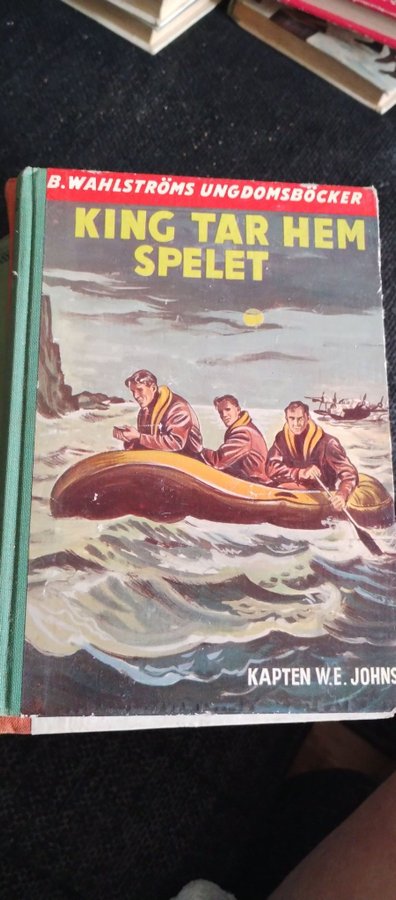 B.WAHLSTRÖMS UNGDOMSBÖCKER
KING TAR HEM
SPELET
KAPTEN W.E. JOHNS